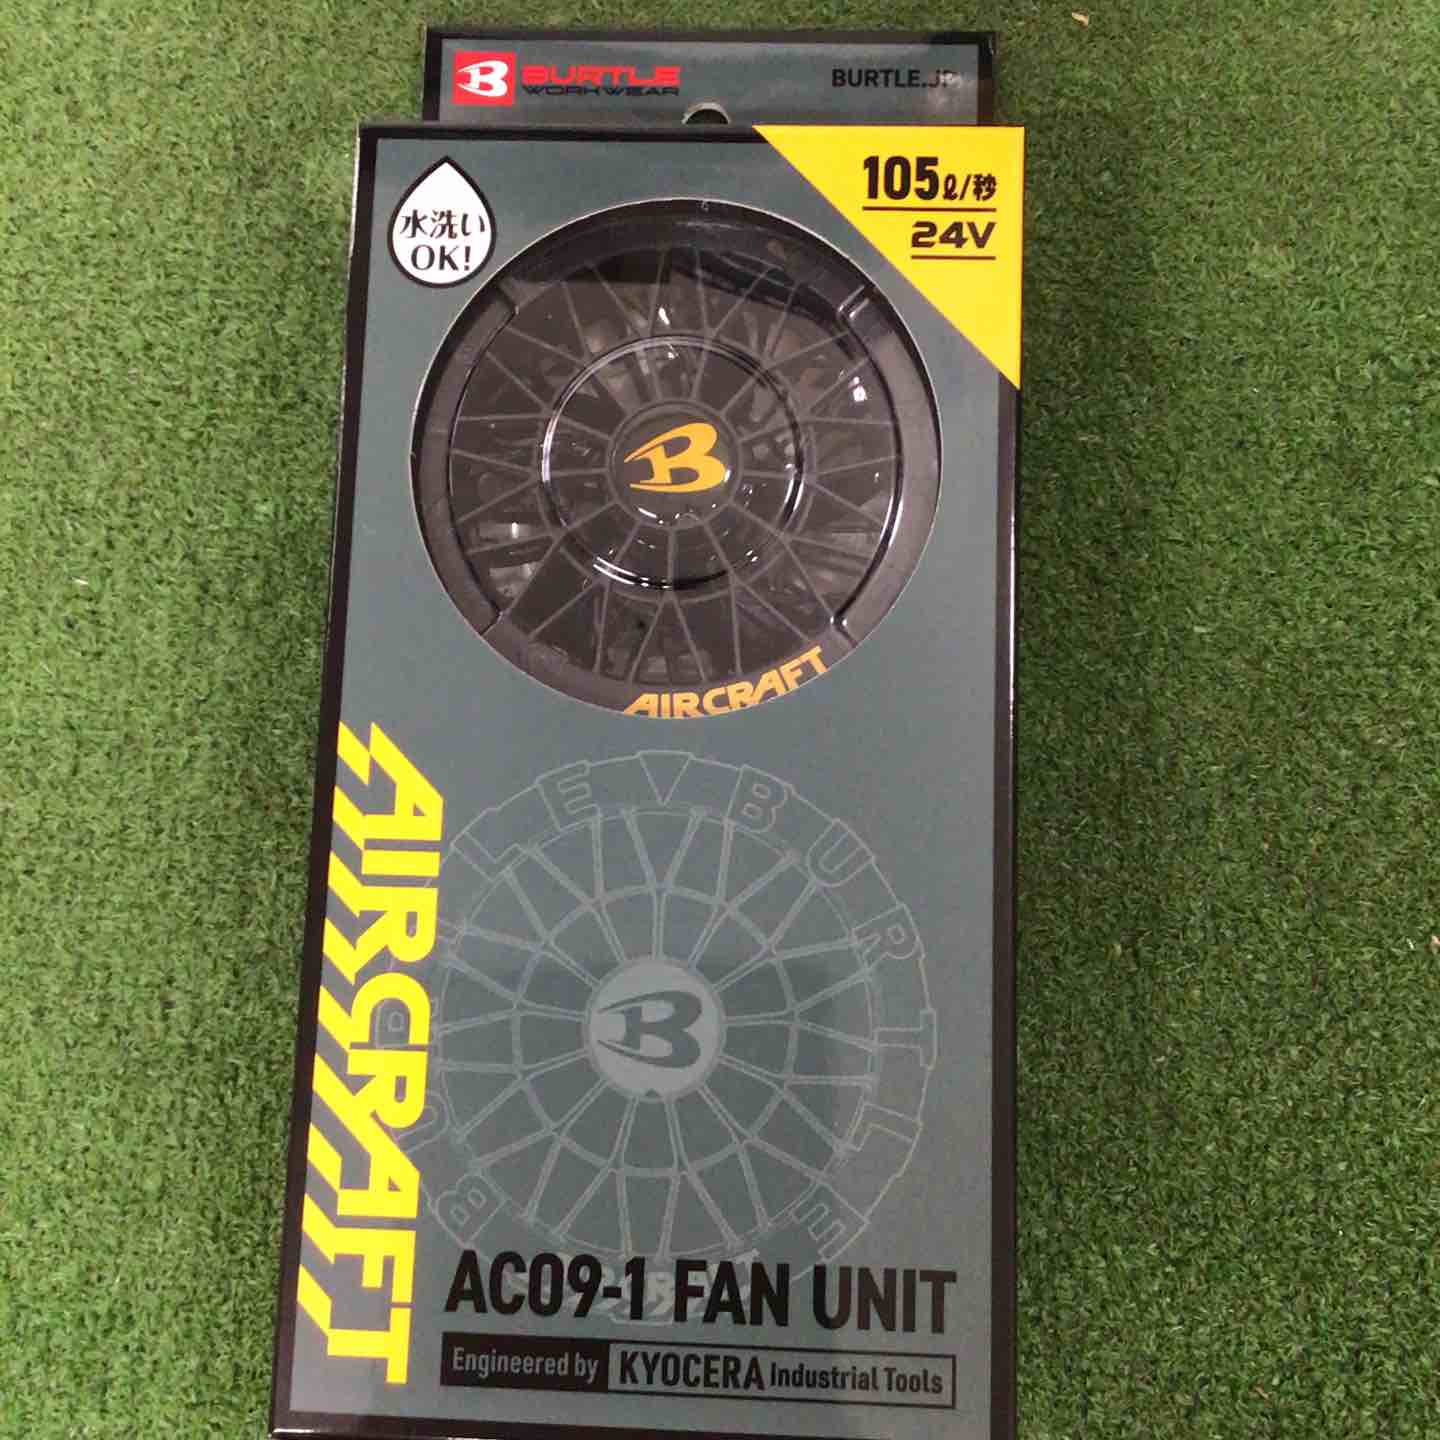 B BURTLE WORKWEAR
BURTLE.JP
水洗い
OK!
105ℓ/秒
24V
B
AIRCRAFT
AIRCRAFT
BURTLE
B
AC09-1 FAN UNIT
Engineered by KYOCERA Industrial Tools